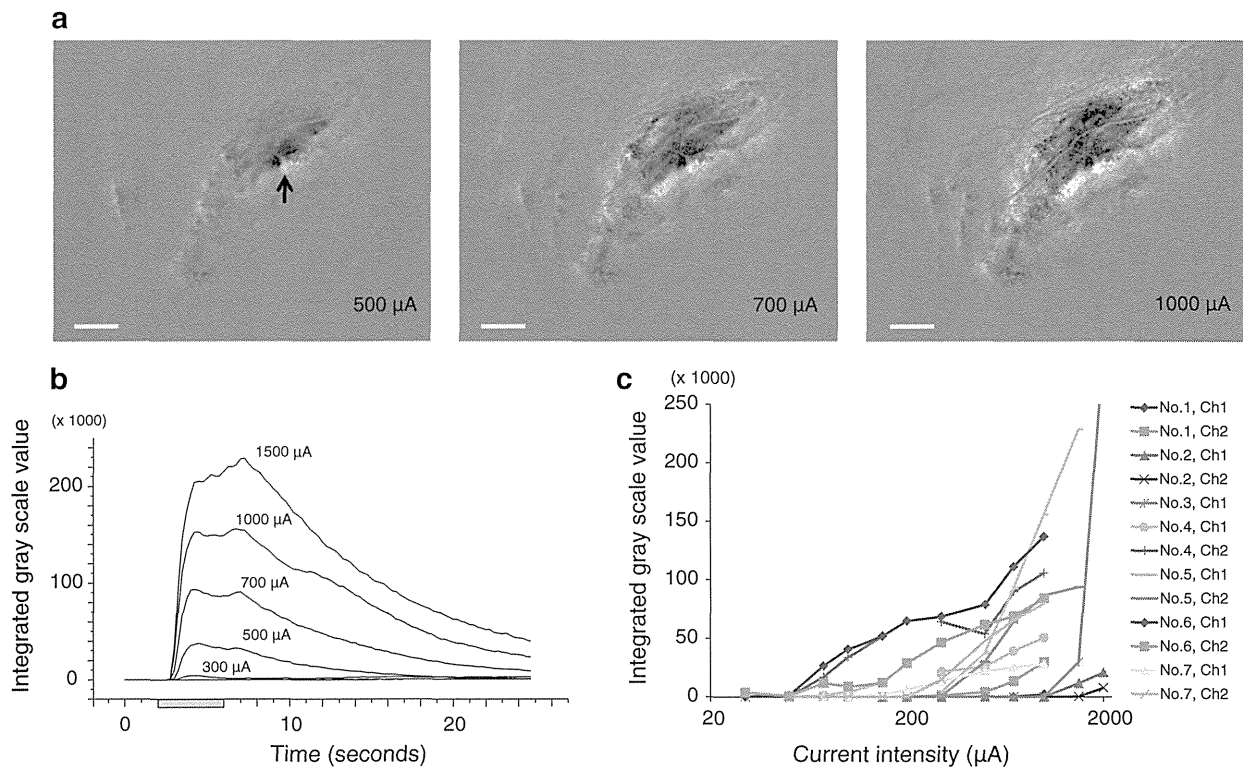 a
500 µA
700 µA
1000 µA
b
(x 1000)
Integrated gray scale value
200
100
0
1500 µA
1000 µA
700 µA
500 µA
300 µA
0
10
20
Time (seconds)
c
(x 1000)
Integrated gray scale value
250
200
150
100
50
0
20
200
2000
Current intensity (µA)
No.1, Ch1
No.1, Ch2
No.2, Ch1
No.2, Ch2
No.3, Ch1
No.4, Ch1
No.4, Ch2
No.5, Ch1
No.5, Ch2
No.6, Ch1
No.6, Ch2
No.7, Ch1
No.7, Ch2